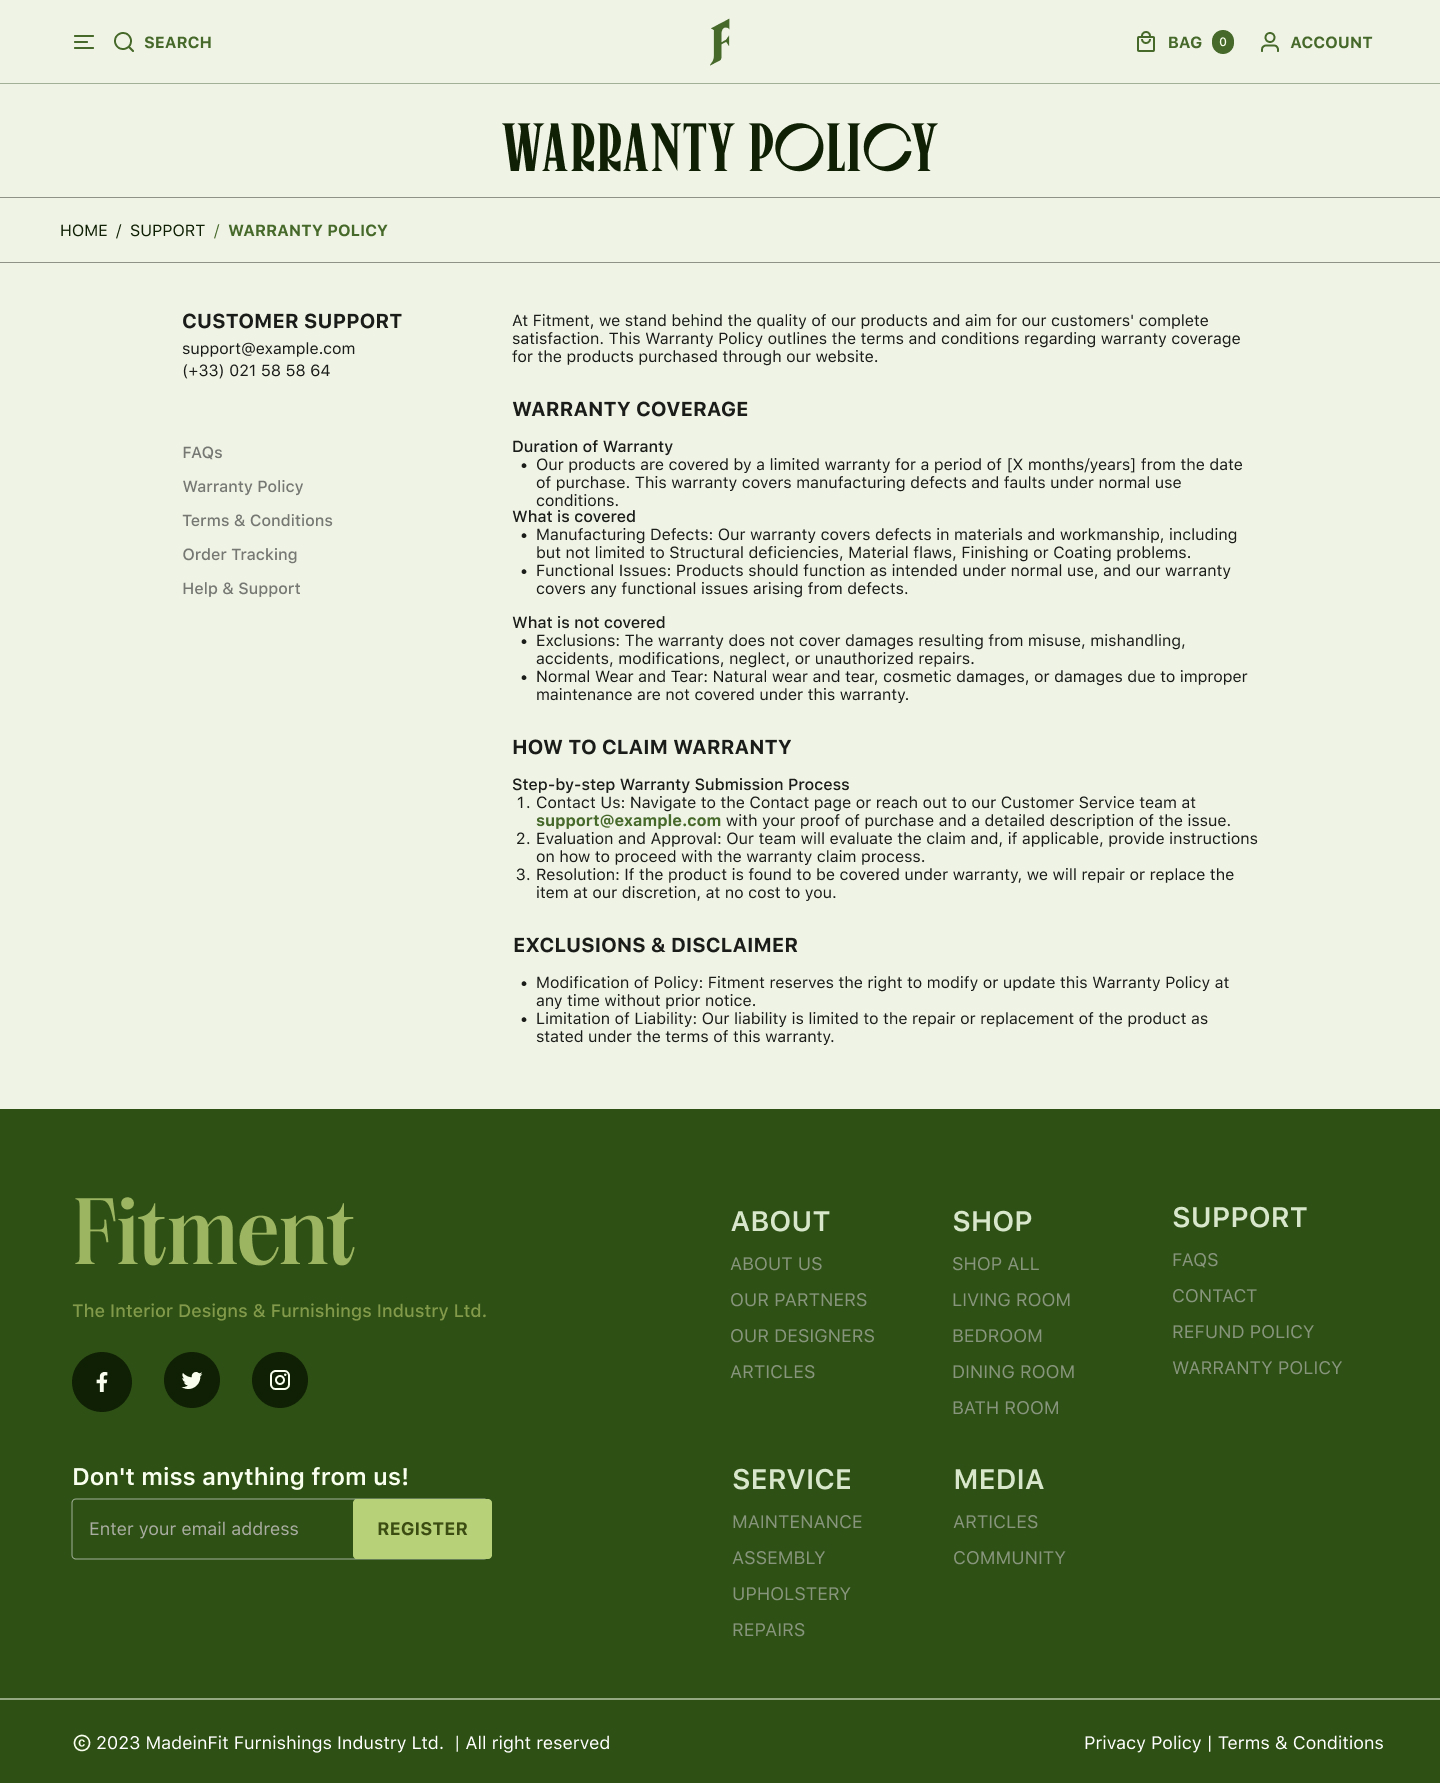 SEARCH
F
BAG 0
ACCOUNT
WARRANTY POLICY
HOME / SUPPORT / WARRANTY POLICY
CUSTOMER SUPPORT
support@example.com
(+33) 021 58 58 64
FAQs
Warranty Policy
Terms & Conditions
Order Tracking
Help & Support
At Fitment, we stand behind the quality of our products and aim for our customers' complete
satisfaction. This Warranty Policy outlines the terms and conditions regarding warranty coverage
for the products purchased through our website.
WARRANTY COVERAGE
Duration of Warranty
• Our products are covered by a limited warranty for a period of [X months/years] from the date
of purchase. This warranty covers manufacturing defects and faults under normal use
conditions.
What is covered
• Manufacturing Defects: Our warranty covers defects in materials and workmanship, including
but not limited to Structural deficiencies, Material flaws, Finishing or Coating problems.
• Functional Issues: Products should function as intended under normal use, and our warranty
covers any functional issues arising from defects.
What is not covered
• Exclusions: The warranty does not cover damages resulting from misuse, mishandling,
accidents, modifications, neglect, or unauthorized repairs.
• Normal Wear and Tear: Natural wear and tear, cosmetic damages, or damages due to improper
maintenance are not covered under this warranty.
HOW TO CLAIM WARRANTY
Step-by-step Warranty Submission Process
1. Contact Us: Navigate to the Contact page or reach out to our Customer Service team at
support@example.com with your proof of purchase and a detailed description of the issue.
2. Evaluation and Approval: Our team will evaluate the claim and, if applicable, provide instructions
on how to proceed with the warranty claim process.
3. Resolution: If the product is found to be covered under warranty, we will repair or replace the
item at our discretion, at no cost to you.
EXCLUSIONS & DISCLAIMER
• Modification of Policy: Fitment reserves the right to modify or update this Warranty Policy at
any time without prior notice.
• Limitation of Liability: Our liability is limited to the repair or replacement of the product as
stated under the terms of this warranty.
Fitment
The Interior Designs & Furnishings Industry Ltd.
Don't miss anything from us!
Enter your email address
REGISTER
ABOUT
ABOUT US
OUR PARTNERS
OUR DESIGNERS
ARTICLES
SHOP
SHOP ALL
LIVING ROOM
BEDROOM
DINING ROOM
BATH ROOM
SUPPORT
FAQS
CONTACT
REFUND POLICY
WARRANTY POLICY
SERVICE
MAINTENANCE
ASSEMBLY
UPHOLSTERY
REPAIRS
MEDIA
ARTICLES
COMMUNITY
© 2023 MadeinFit Furnishings Industry Ltd. | All right reserved
Privacy Policy | Terms & Conditions